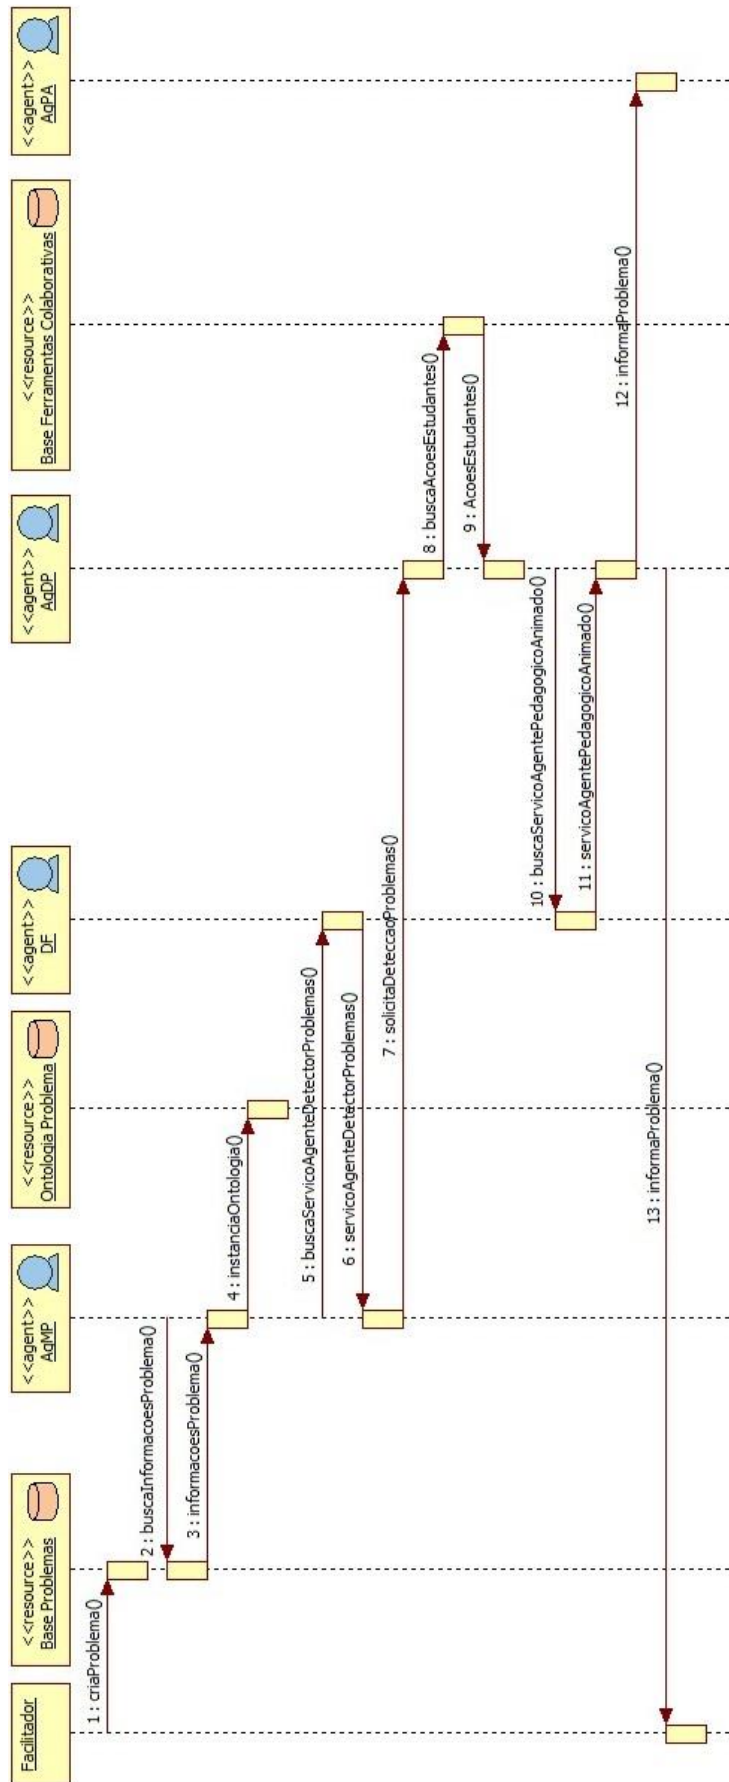 Facilitador
<<resource>>
Base Problemas
<<agent>>
AgMP
<<resource>>
Ontologia Problema
<<agent>>
DF
<<agent>>
AgDP
<<resource>>
Base Ferramentas Colaborativas
<<agent>>
AgPA
1 : criaProblema()
2 : buscaInformacoesProblema()
3 : informacoesProblema()
4 : instanciaOntologia()
5 : buscaServicoAgenteDetectorProblemas()
6 : servicoAgenteDetectorProblemas()
7 : solicitaDeteccaoProblemas()
8 : buscaAcoesEstudantes()
9 : AcoesEstudantes()
10 : buscaServicoAgentePedagogicoAnimado()
11 : servicoAgentePedagogicoAnimado()
12 : informaProblema()
13 : informaProblema()